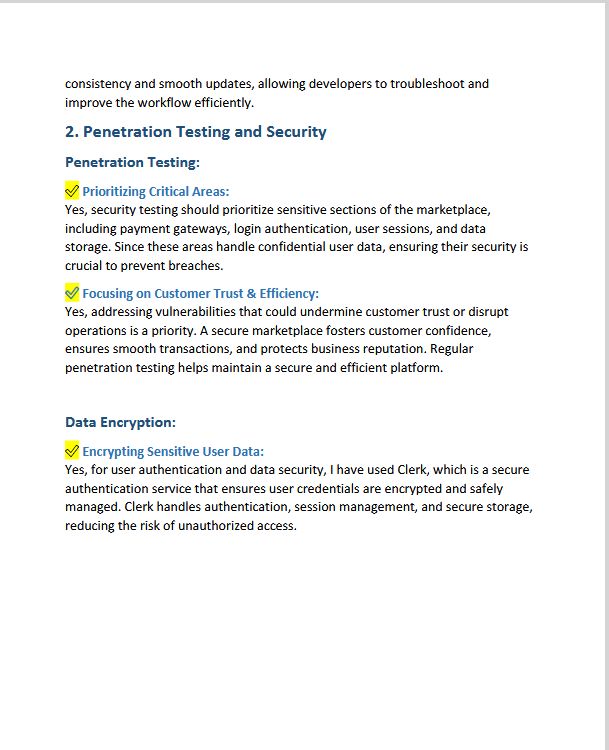 consistency and smooth updates, allowing developers to troubleshoot and
improve the workflow efficiently.
2. Penetration Testing and Security
Penetration Testing:
✅ Prioritizing Critical Areas:
Yes, security testing should prioritize sensitive sections of the marketplace,
including payment gateways, login authentication, user sessions, and data
storage. Since these areas handle confidential user data, ensuring their security is
crucial to prevent breaches.
✅ Focusing on Customer Trust & Efficiency:
Yes, addressing vulnerabilities that could undermine customer trust or disrupt
operations is a priority. A secure marketplace fosters customer confidence,
ensures smooth transactions, and protects business reputation. Regular
penetration testing helps maintain a secure and efficient platform.
Data Encryption:
✅ Encrypting Sensitive User Data:
Yes, for user authentication and data security, I have used Clerk, which is a secure
authentication service that ensures user credentials are encrypted and safely
managed. Clerk handles authentication, session management, and secure storage,
reducing the risk of unauthorized access.